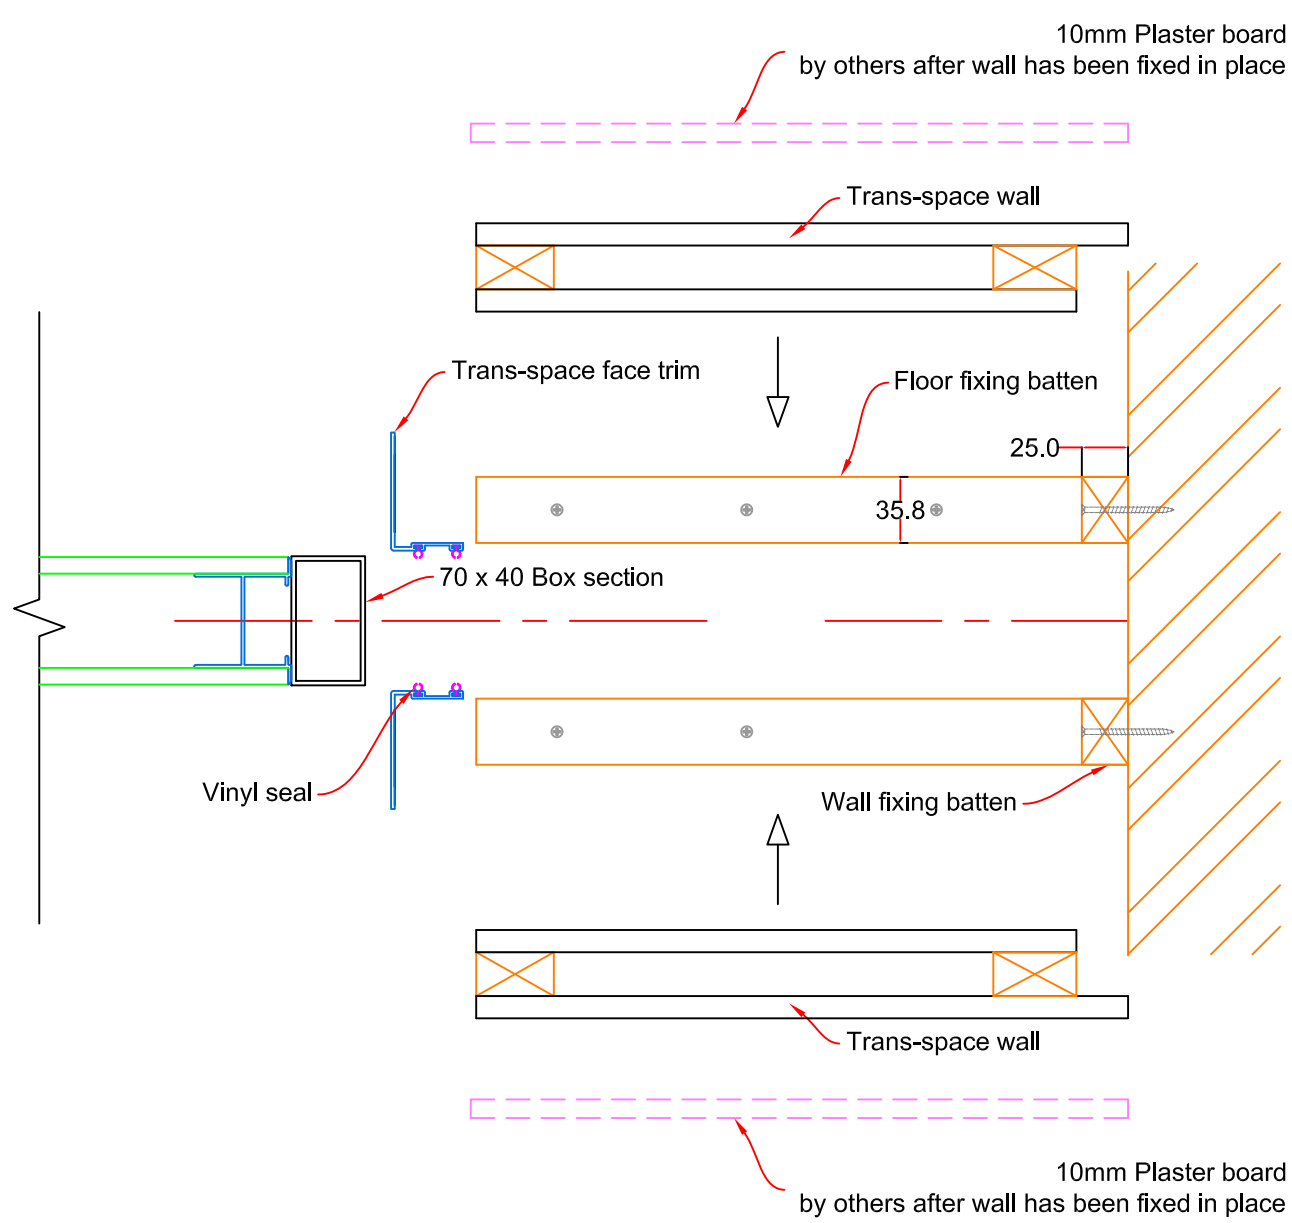 10mm Plaster board
by others after wall has been fixed in place
Trans-space wall
Trans-space face trim
Floor fixing batten
25.0
35.8
70 x 40 Box section
Vinyl seal
Wall fixing batten
Trans-space wall
10mm Plaster board
by others after wall has been fixed in place